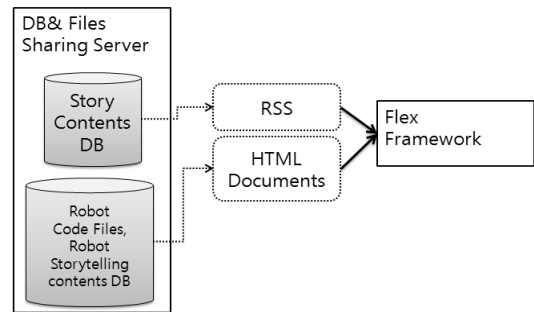 DB& Files
Sharing Server
Story
Contents
DB
Robot
Code Files,
Robot
Storytelling
contents DB
RSS
HTML
Documents
Flex
Framework